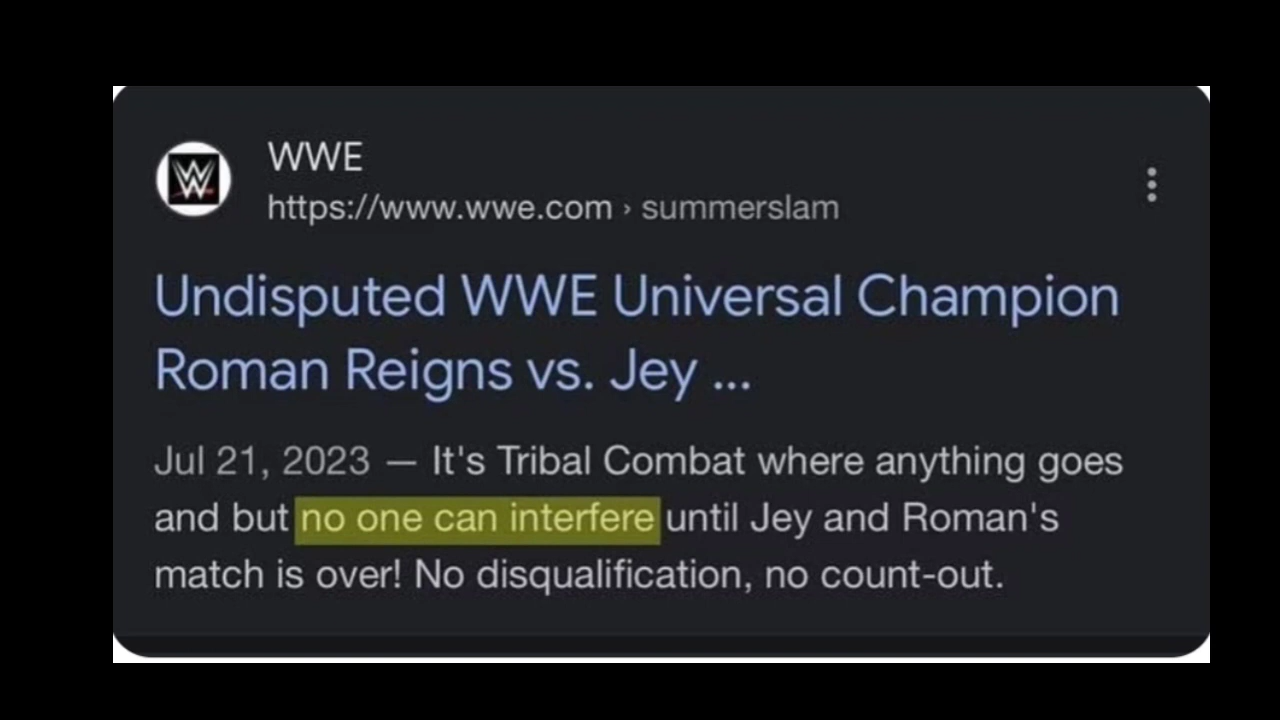 WWE
https://www.wwe.com › summerslam
Undisputed WWE Universal Champion
Roman Reigns vs. Jey ...
Jul 21, 2023 — It's Tribal Combat where anything goes
and but no one can interfere until Jey and Roman's
match is over! No disqualification, no count-out.